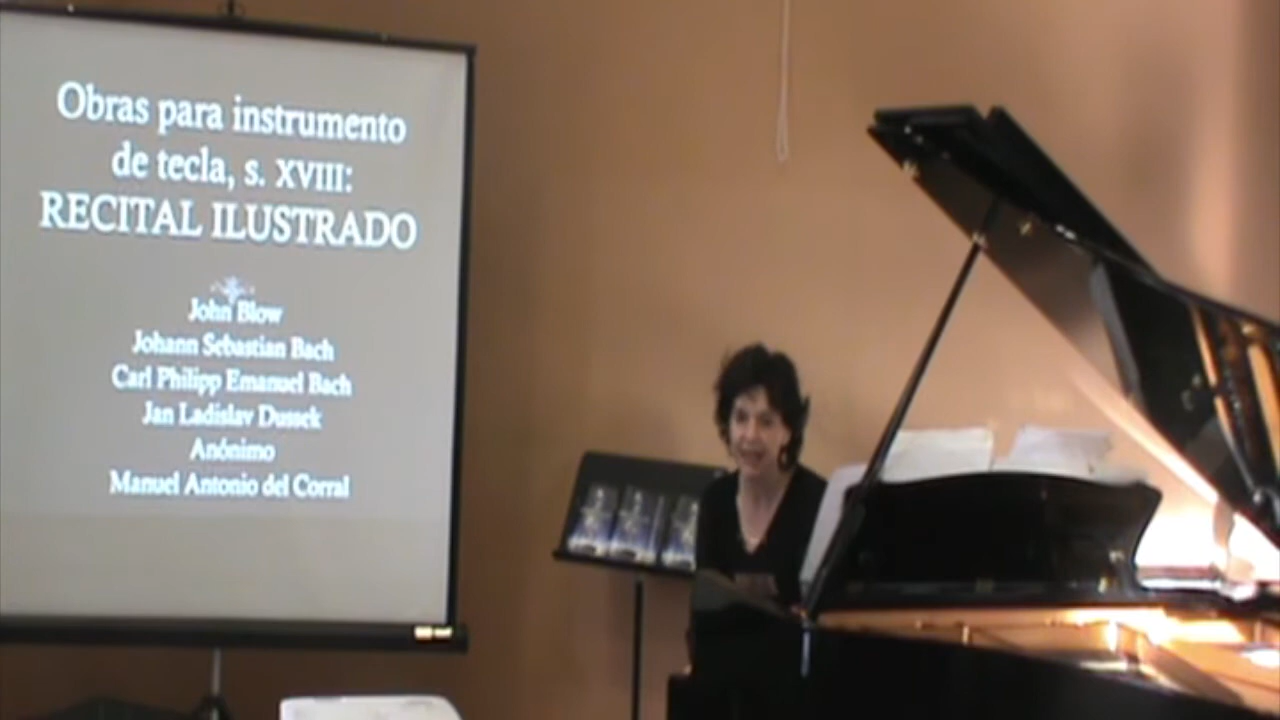 Obras para instrumento
de tecla, s. XVIII:
RECITAL ILUSTRADO
John Blow
Johann Sebastian Bach
Carl Philipp Emanuel Bach
Jan Ladislav Dussek
Anónimo
Manuel Antonio del Corral